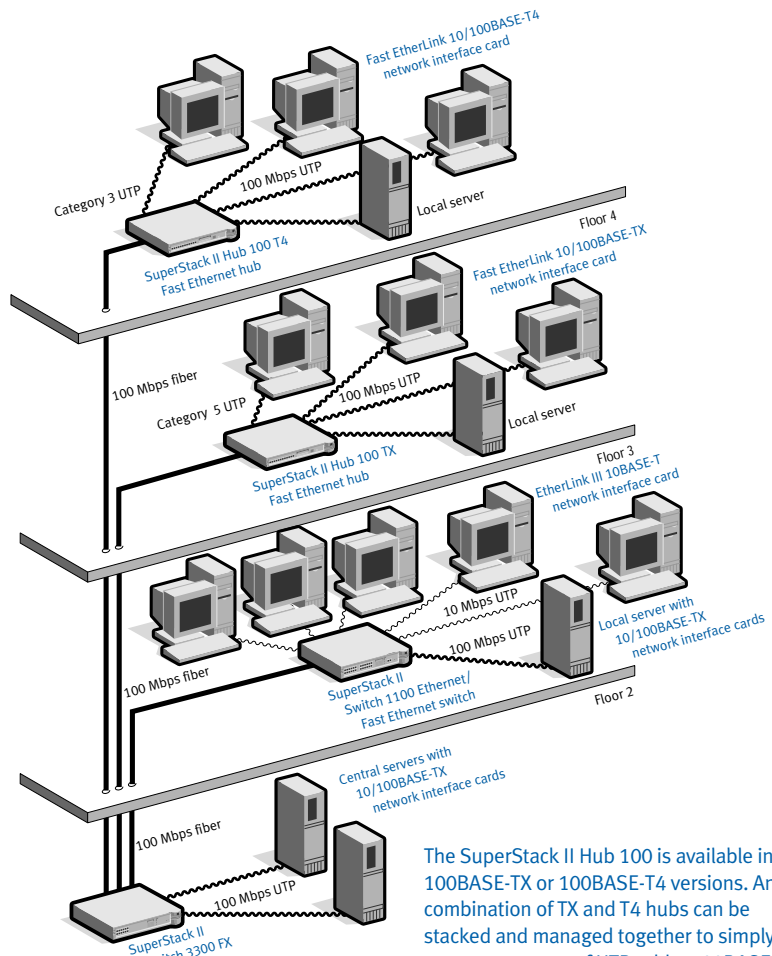 Fast EtherLink 10/100BASE-T4
network interface card
Category 3 UTP
100 Mbps UTP
Local server
SuperStack II Hub 100 T4
Fast Ethernet hub
Floor 4
Fast EtherLink 10/100BASE-TX
network interface card
100 Mbps fiber
Category 5 UTP
100 Mbps UTP
Local server
SuperStack II Hub 100 TX
Fast Ethernet hub
Floor 3
EtherLink III 10BASE-T
network interface card
10 Mbps UTP
100 Mbps UTP
Local server with
10/100BASE-TX
network interface cards
100 Mbps fiber
SuperStack II
Switch 1100 Ethernet/
Fast Ethernet switch
Floor 2
Central servers with
10/100BASE-TX
network interface cards
100 Mbps fiber
100 Mbps UTP
SuperStack II
3300 FX
The SuperStack II Hub 100 is available in
100BASE-TX or 100BASE-T4 versions. An
combination of TX and T4 hubs can be
stacked and managed together to simply